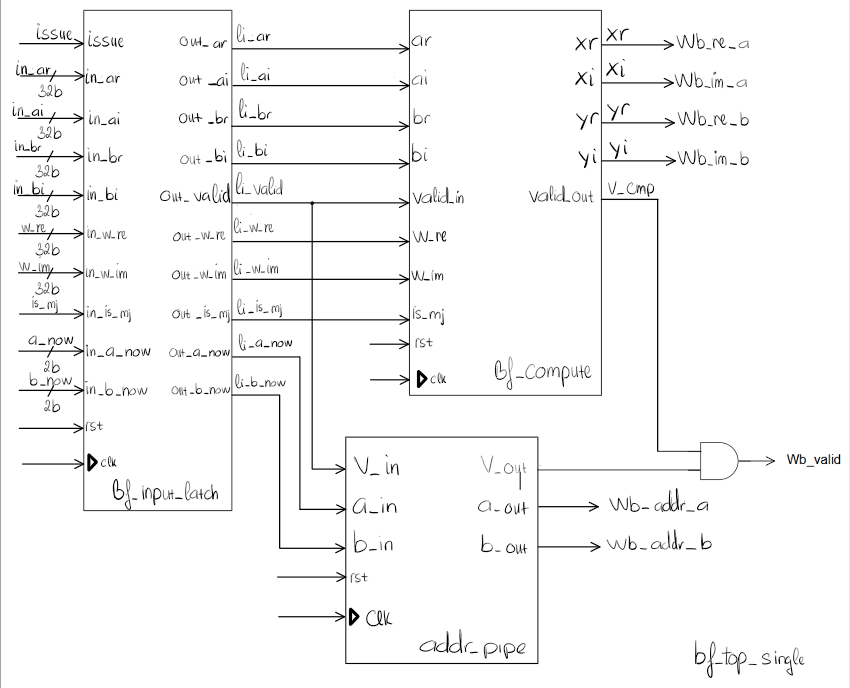 issue
in_ar
32b
in_ai
32b
in_br
32b
in_bi
32b
w_re
32b
w_im
32b
is_mj
a_now
2b
b_now
2b
issue
in_ar
in_ai
in_br
in_bi
in_w_re
in_w_im
in_is_mj
in_a_now
in_b_now
rst
clk
Out_ar
Out_ai
Out_br
Out_bi
Out_valid
Out_w_re
Out_w_im
Out_is_mj
Out_a_now
Out_b_now
Bf_input_latch
li_ar
li_ai
li_br
li_bi
li_valid
li_w_re
li_w_im
li_is_mj
li_a_now
li_b_now
ar
ai
br
bi
valid_in
W_re
W_im
is_mj
rst
clk
xr
xi
yr
yi
valid_out
Bf_compute
xr
xi
yr
yi
V_cmp
Wb_re_a
Wb_im_a
Wb_re_b
Wb_im_b
V_in
a_in
b_in
rst
Clk
V_out
a_out
b_out
addr_pipe
Wb_valid
Wb_addr_a
Wb_addr_b
bf_top_single